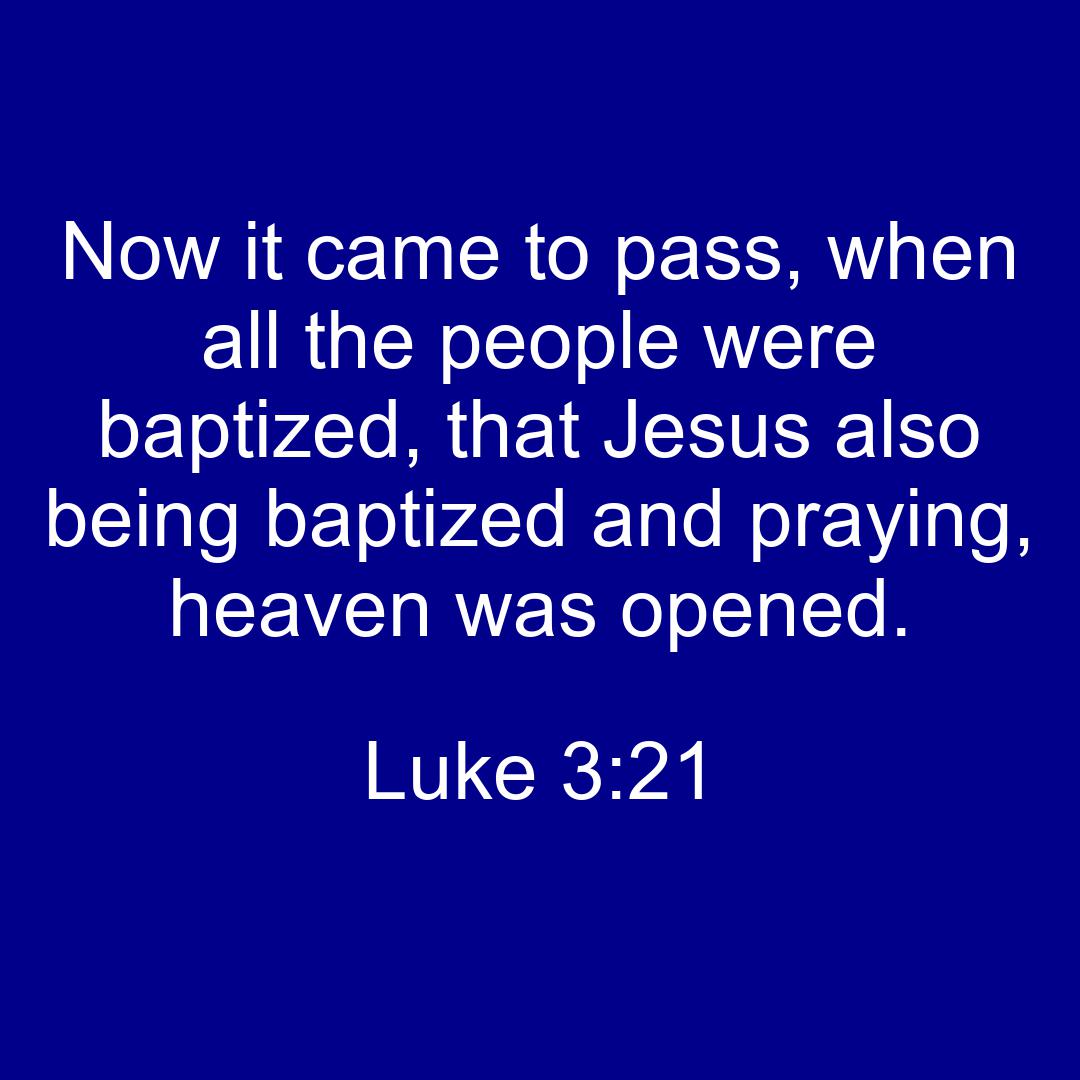 Now it came to pass, when
all the people were
baptized, that Jesus also
being baptized and praying,
heaven was opened.
Luke 3:21